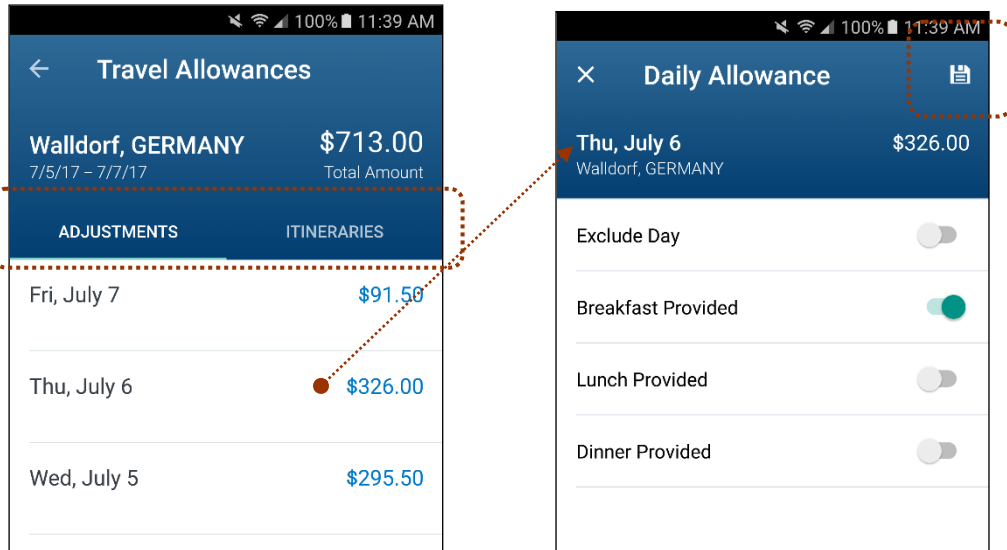 100% 11:39 AM
Travel Allowances
Walldorf, GERMANY $713.00
7/5/17 – 7/7/17 Total Amount
ADJUSTMENTS ITINERARIES
Fri, July 7 $91.50
Thu, July 6 $326.00
Wed, July 5 $295.50
100% 11:39 AM
Daily Allowance
Thu, July 6 $326.00
Walldorf, GERMANY
Exclude Day
Breakfast Provided
Lunch Provided
Dinner Provided